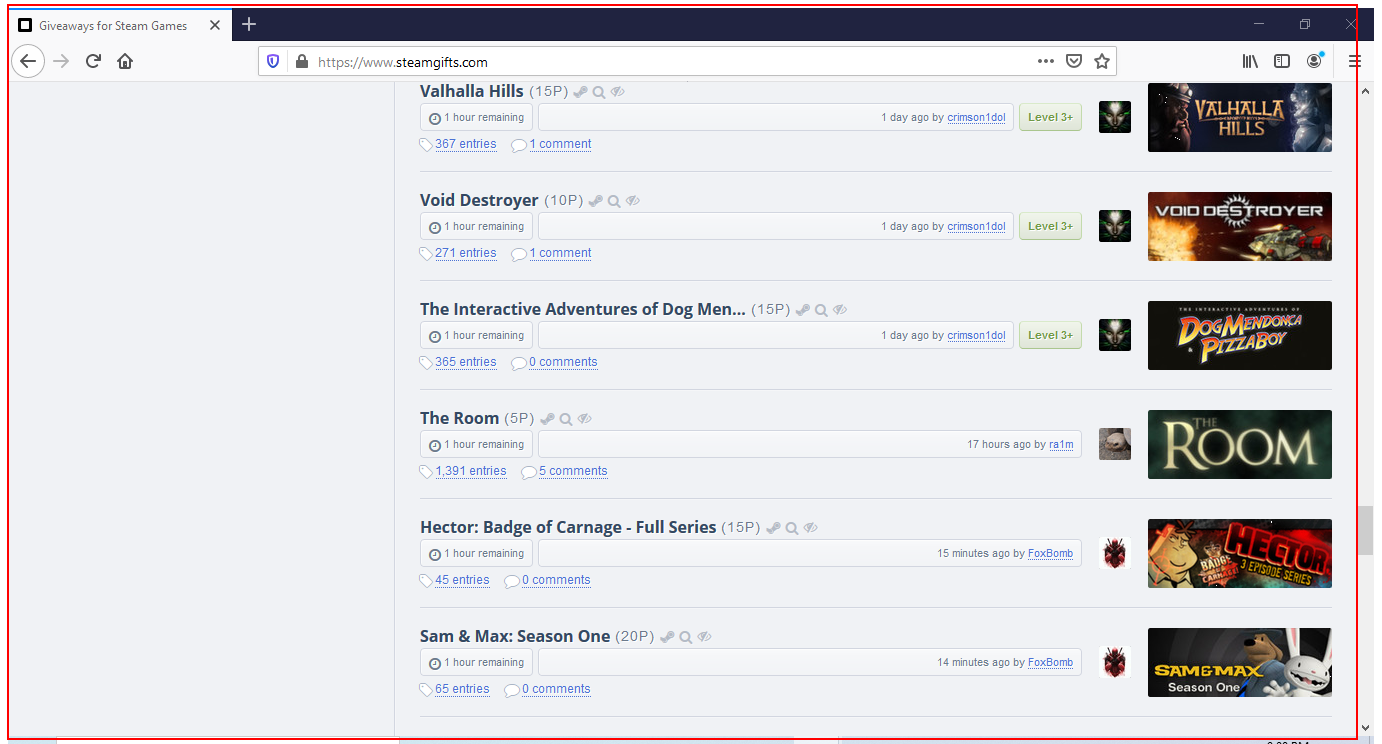 Giveaways for Steam Games
https://www.steamgifts.com
Valhalla Hills (15P)
1 hour remaining
1 day ago by crimson1dol
Level 3+
367 entries
1 comment
VALHALLA
HILLS
Void Destroyer (10P)
1 hour remaining
1 day ago by crimson1dol
Level 3+
271 entries
1 comment
VOID DESTROYER
The Interactive Adventures of Dog Men... (15P)
1 hour remaining
1 day ago by crimson1dol
Level 3+
365 entries
0 comments
THE INTERACTIVE ADVENTURES OF
DOG MENDONCA
& PIZZABOY
The Room (5P)
1 hour remaining
17 hours ago by ra1m
1,391 entries
5 comments
THE
ROOM
Hector: Badge of Carnage - Full Series (15P)
1 hour remaining
15 minutes ago by FoxBomb
45 entries
0 comments
HECTOR
BADGE
OF
CARNAGE!
3 EPISODE SERIES
Sam & Max: Season One (20P)
1 hour remaining
14 minutes ago by FoxBomb
65 entries
0 comments
SAM&MAX
Season One